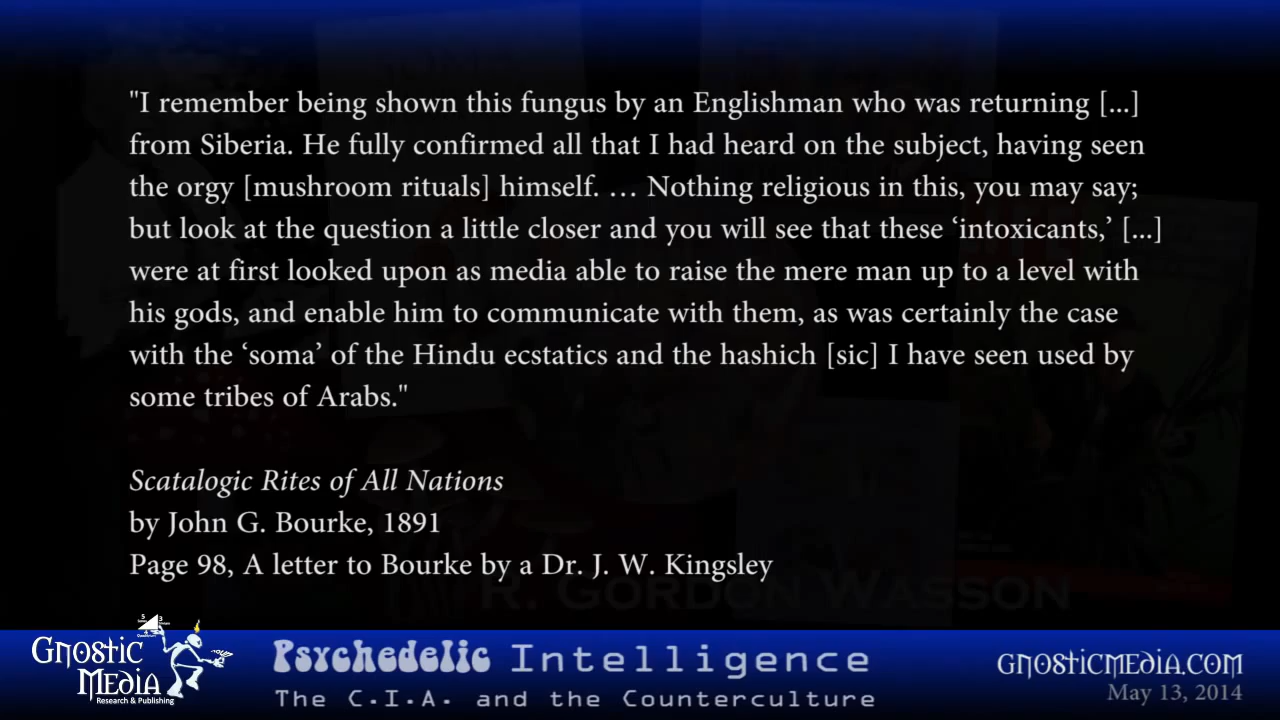 "I remember being shown this fungus by an Englishman who was returning [...]
from Siberia. He fully confirmed all that I had heard on the subject, having seen
the orgy [mushroom rituals] himself. … Nothing religious in this, you may say;
but look at the question a little closer and you will see that these ‘intoxicants,’ [...]
were at first looked upon as media able to raise the mere man up to a level with
his gods, and enable him to communicate with them, as was certainly the case
with the ‘soma’ of the Hindu ecstatics and the hashich [sic] I have seen used by
some tribes of Arabs."
Scatalogic Rites of All Nations
by John G. Bourke, 1891
Page 98, A letter to Bourke by a Dr. J. W. Kingsley
R. Gordon Wasson
Gnostic
Media
Research & Publishing
Psychedelic Intelligence
The C.I.A. and the Counterculture
gnosticmedia.com
May 13, 2014